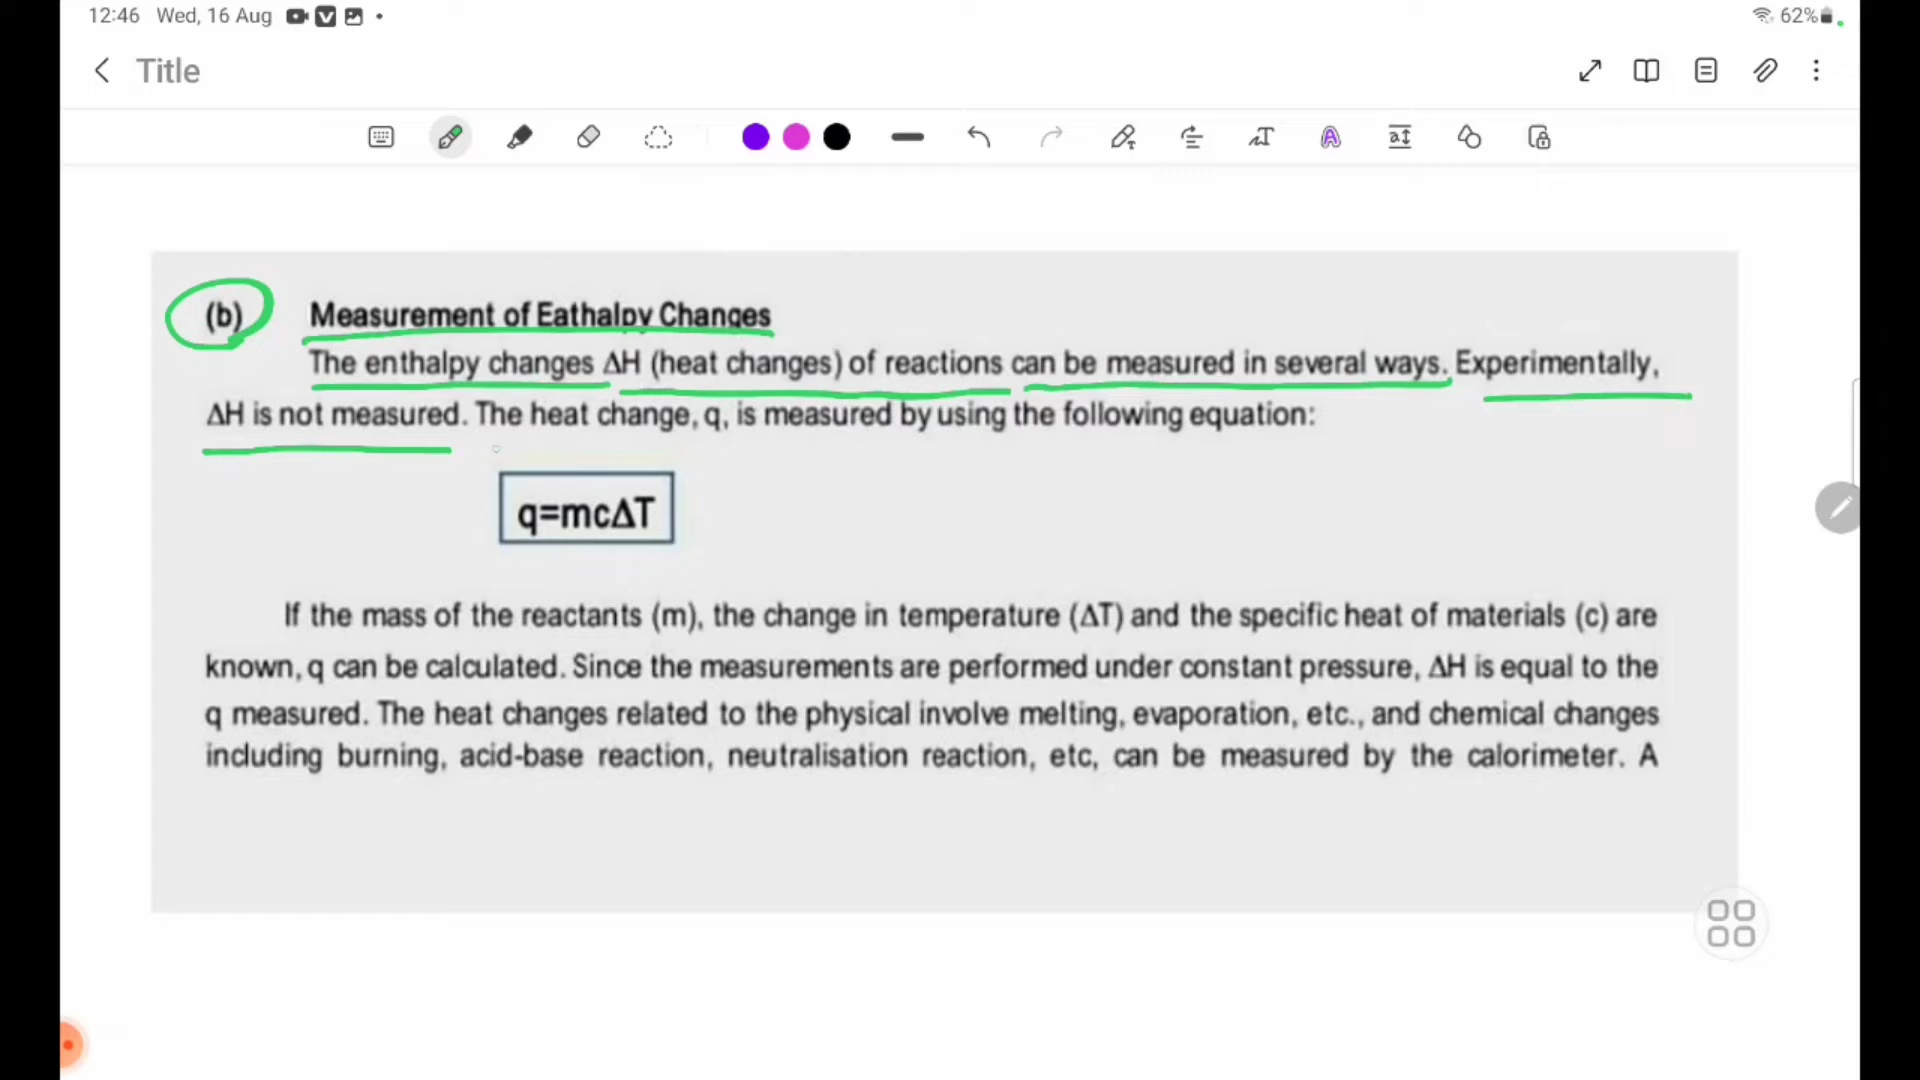 12:46 Wed, 16 Aug
62%
Title
(b) Measurement of Eathalpy Changes
The enthalpy changes ΔH (heat changes) of reactions can be measured in several ways. Experimentally,
ΔH is not measured. The heat change, q, is measured by using the following equation:
q=mcΔT
If the mass of the reactants (m), the change in temperature (ΔT) and the specific heat of materials (c) are
known, q can be calculated. Since the measurements are performed under constant pressure, ΔH is equal to the
q measured. The heat changes related to the physical involve melting, evaporation, etc., and chemical changes
including burning, acid-base reaction, neutralisation reaction, etc, can be measured by the calorimeter. A